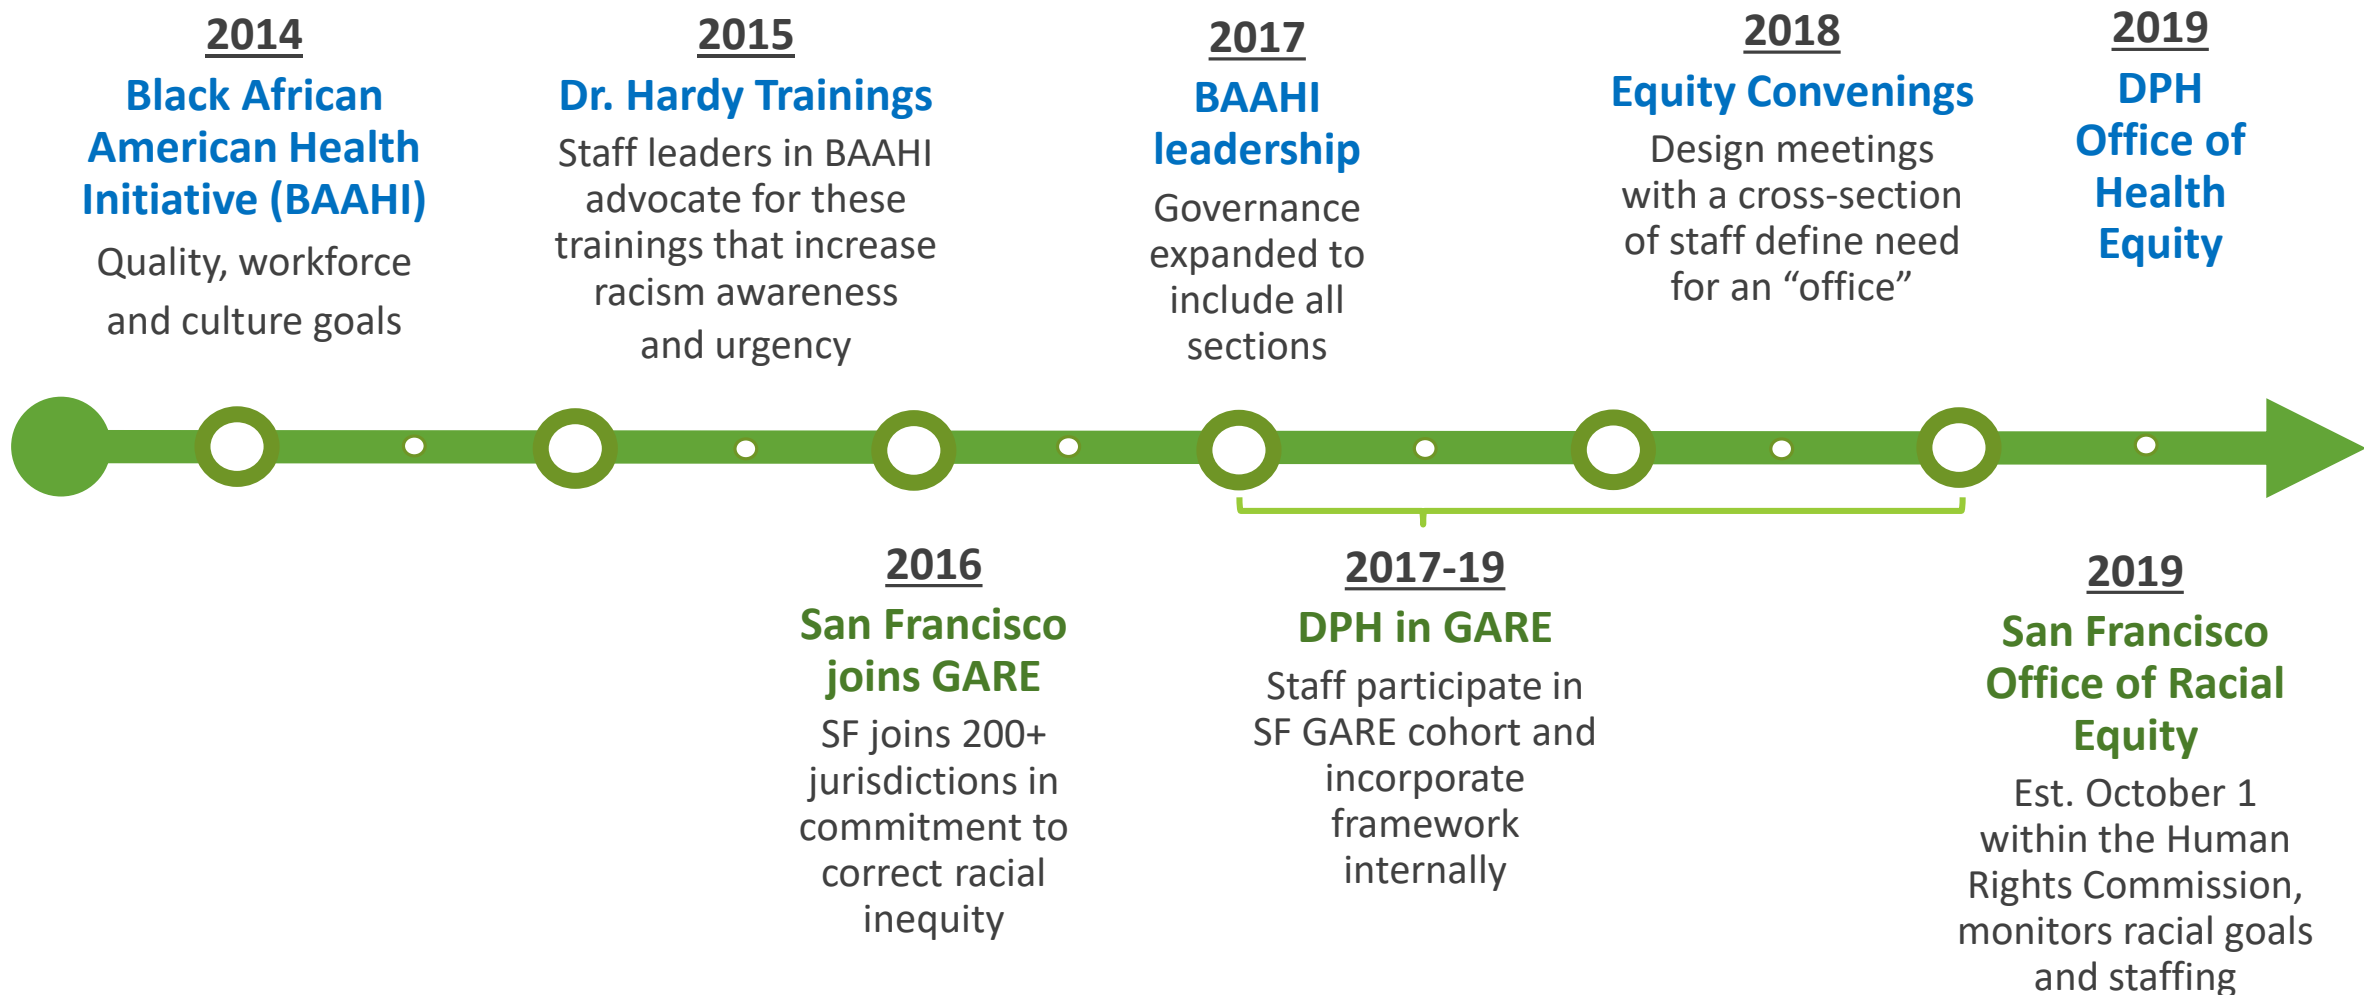 2014
Black African
American Health
Initiative (BAAHI)
Quality, workforce
and culture goals
2015
Dr. Hardy Trainings
Staff leaders in BAAHI
advocate for these
trainings that increase
racism awareness
and urgency
2017
BAAHI
leadership
Governance
expanded to
include all
sections
2018
Equity Convenings
Design meetings
with a cross-section
of staff define need
for an “office”
2019
DPH
Office of
Health
Equity
2016
San Francisco
joins GARE
SF joins 200+
jurisdictions in
commitment to
correct racial
inequity
2017-19
DPH in GARE
Staff participate in
SF GARE cohort and
incorporate
framework
internally
2019
San Francisco
Office of Racial
Equity
Est. October 1
within the Human
Rights Commission,
monitors racial goals
and staffing